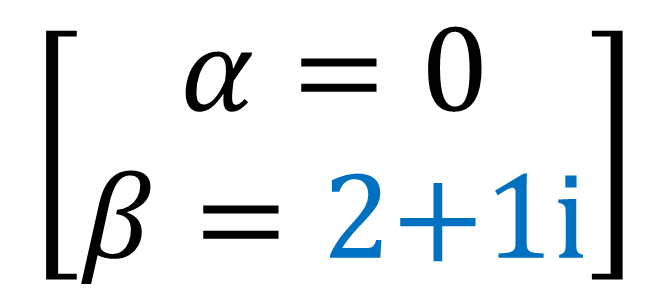 α = 0
β = 2+1i